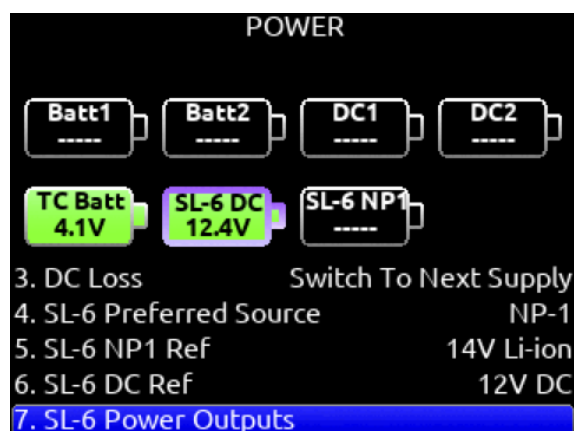 POWER
Batt1 Batt2 DC1 DC2
----- ----- ----- -----
TC Batt SL-6 DC SL-6 NP1
4.1V 12.4V -----
3. DC Loss Switch To Next Supply
4. SL-6 Preferred Source NP-1
5. SL-6 NP1 Ref 14V Li-ion
6. SL-6 DC Ref 12V DC
7. SL-6 Power Outputs